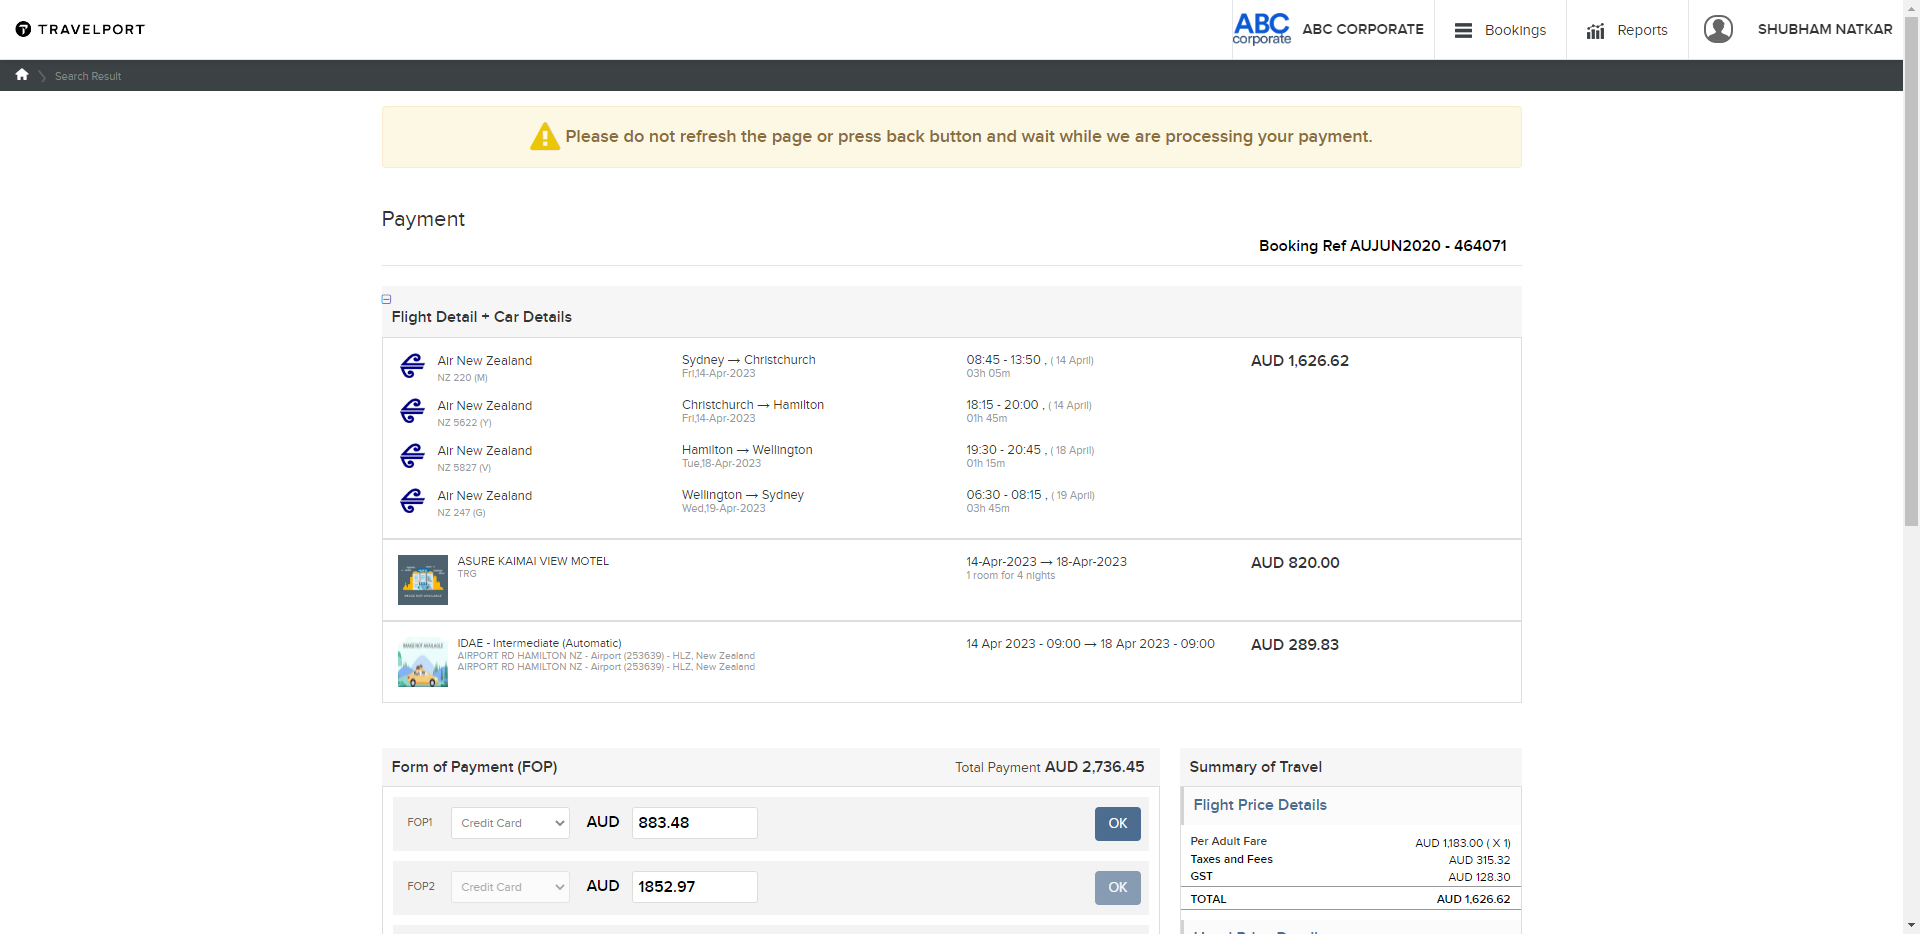 TRAVELPORT
ABC corporate
ABC CORPORATE
Bookings
Reports
SHUBHAM NATKAR
Search Result
Please do not refresh the page or press back button and wait while we are processing your payment.
Payment
Booking Ref AUJUN2020 - 464071
Flight Detail + Car Details
Air New Zealand Sydney → Christchurch 08:45 - 13:50 , ( 14 April) AUD 1,626.62
NZ 220 (M) Fri,14-Apr-2023 03h 05m
Air New Zealand Christchurch → Hamilton 18:15 - 20:00 , ( 14 April)
NZ 5622 (Y) Fri,14-Apr-2023 01h 45m
Air New Zealand Hamilton → Wellington 19:30 - 20:45 , ( 18 April)
NZ 5827 (V) Tue,18-Apr-2023 01h 15m
Air New Zealand Wellington → Sydney 06:30 - 08:15 , ( 19 April)
NZ 247 (G) Wed,19-Apr-2023 03h 45m
ASURE KAIMAI VIEW MOTEL 14-Apr-2023 → 18-Apr-2023 AUD 820.00
TRG 1 room for 4 nights
IDAE - Intermediate (Automatic) 14 Apr 2023 - 09:00 → 18 Apr 2023 - 09:00 AUD 289.83
AIRPORT RD HAMILTON NZ - Airport (253639) - HLZ, New Zealand
AIRPORT RD HAMILTON NZ - Airport (253639) - HLZ, New Zealand
Form of Payment (FOP) Total Payment AUD 2,736.45
FOP1 Credit Card AUD 883.48 OK
FOP2 Credit Card AUD 1852.97 OK
Summary of Travel
Flight Price Details
Per Adult Fare AUD 1,183.00 ( X 1)
Taxes and Fees AUD 315.32
GST AUD 128.30
TOTAL AUD 1,626.62